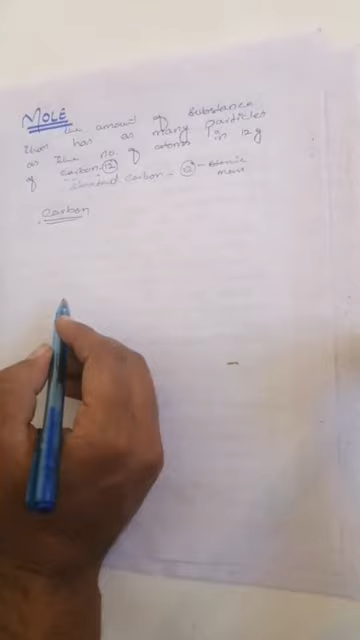 MOLE
the amount of substance
that has as many particles
as the no. of atoms in 12g
of carbon-12
standard carbon - 12 - atomic
mass
Carbon